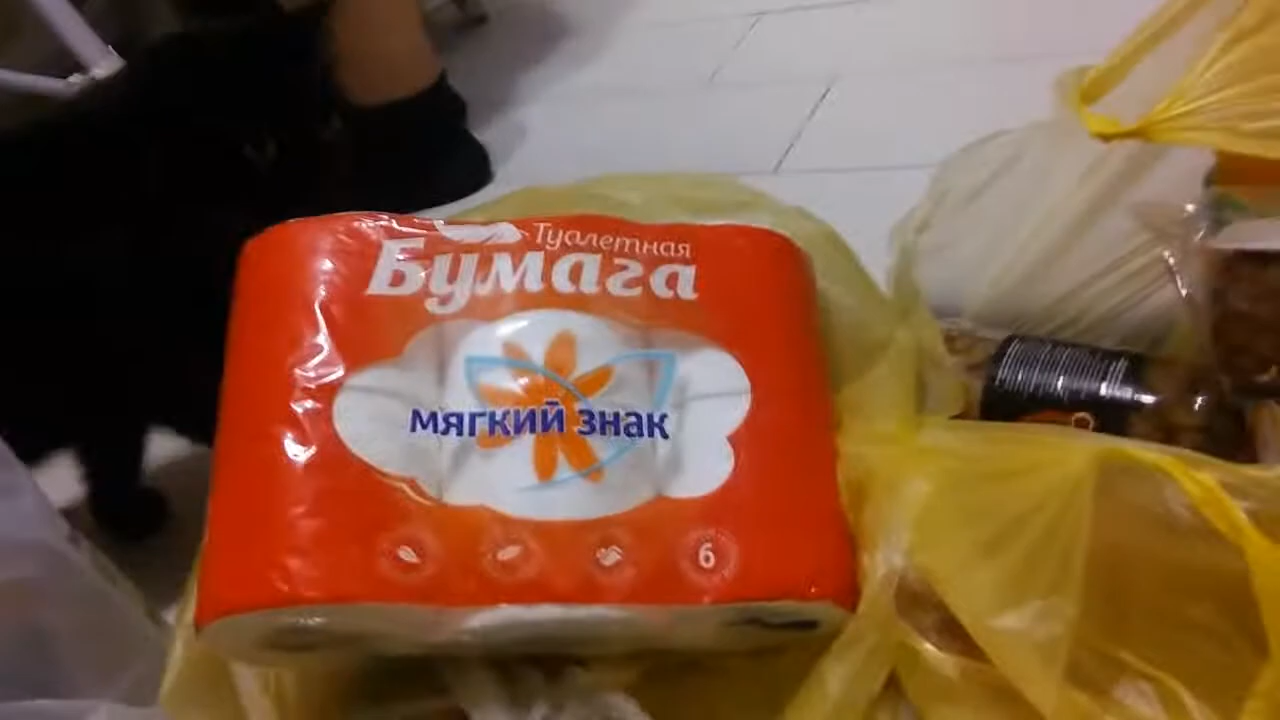 Туалетная
Бумага
мягкий знак
6